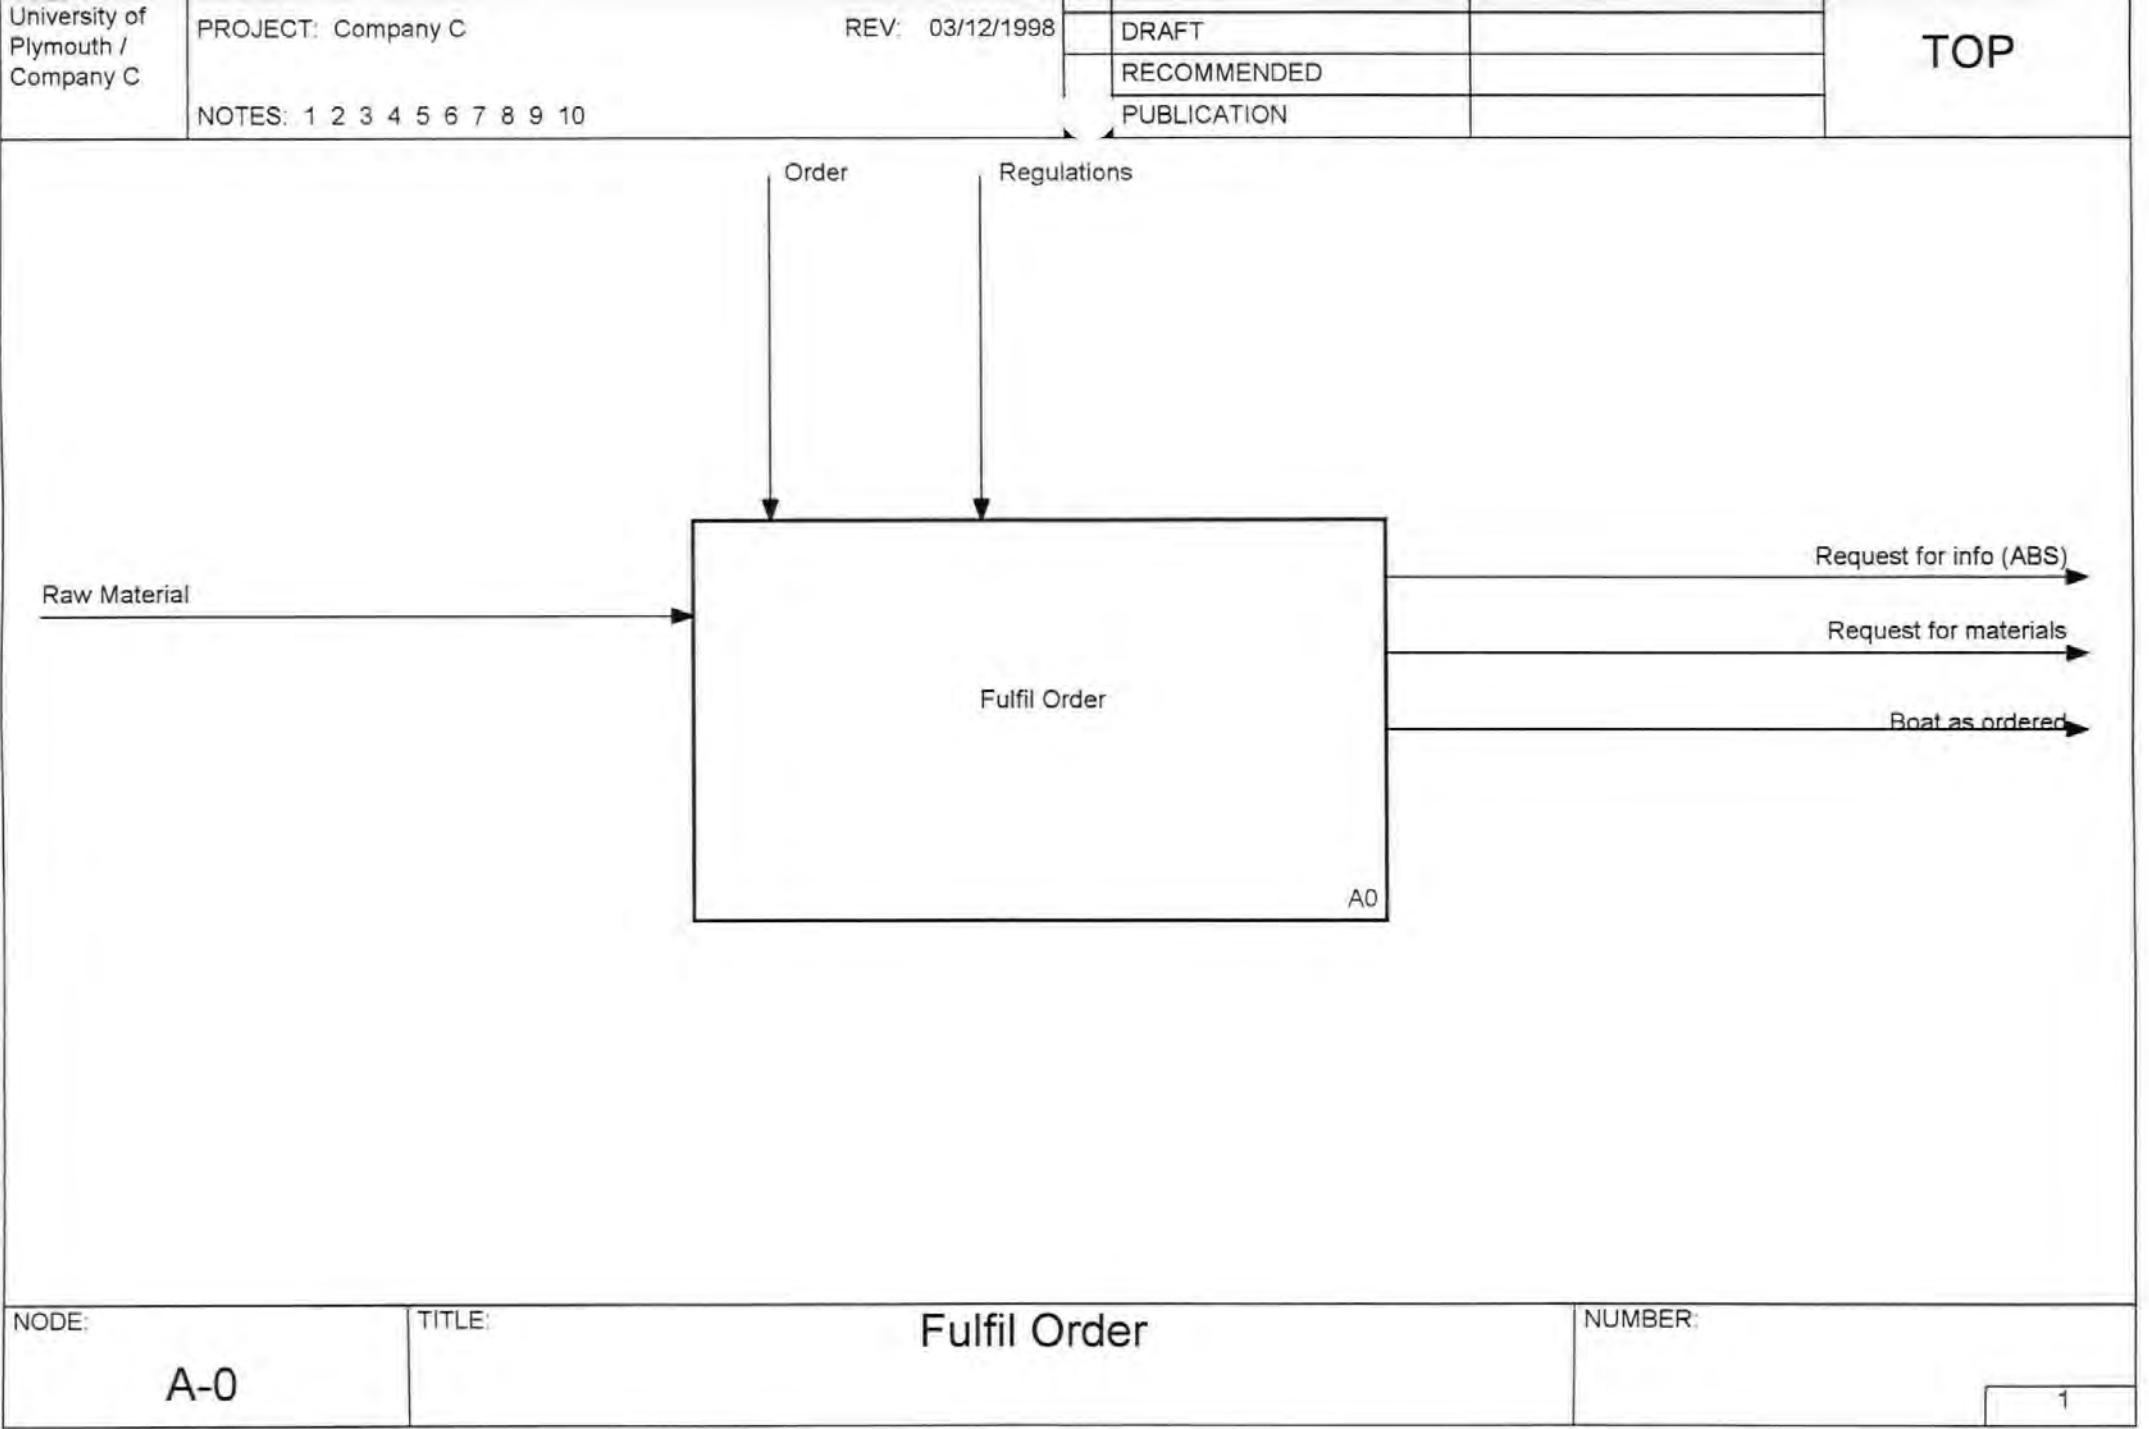 University of
Plymouth /
Company C
PROJECT: Company C
REV: 03/12/1998
NOTES: 1 2 3 4 5 6 7 8 9 10
DRAFT
RECOMMENDED
PUBLICATION
TOP
Order
Regulations
Raw Material
Request for info (ABS)
Request for materials
Fulfil Order
Boat as ordered
A0
NODE:
A-0
TITLE:
Fulfil Order
NUMBER:
1